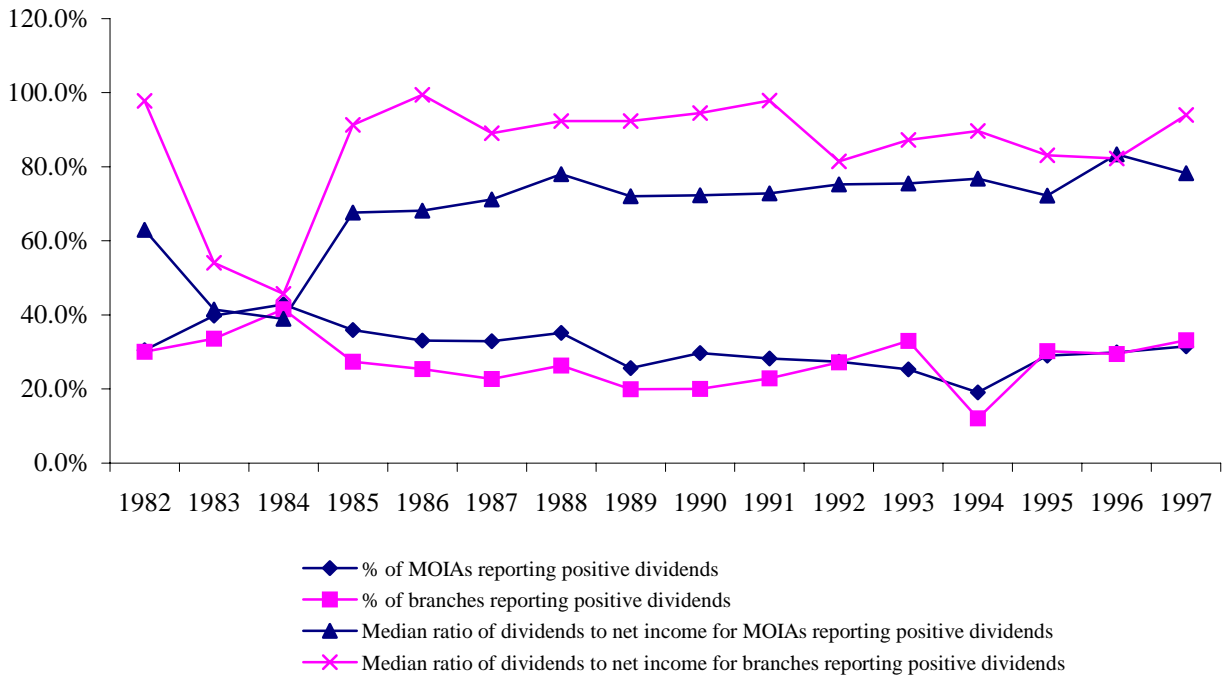 120.0%
100.0%
80.0%
60.0%
40.0%
20.0%
0.0%
1982 1983 1984 1985 1986 1987 1988 1989 1990 1991 1992 1993 1994 1995 1996 1997
% of MOIAs reporting positive dividends
% of branches reporting positive dividends
Median ratio of dividends to net income for MOIAs reporting positive dividends
Median ratio of dividends to net income for branches reporting positive dividends